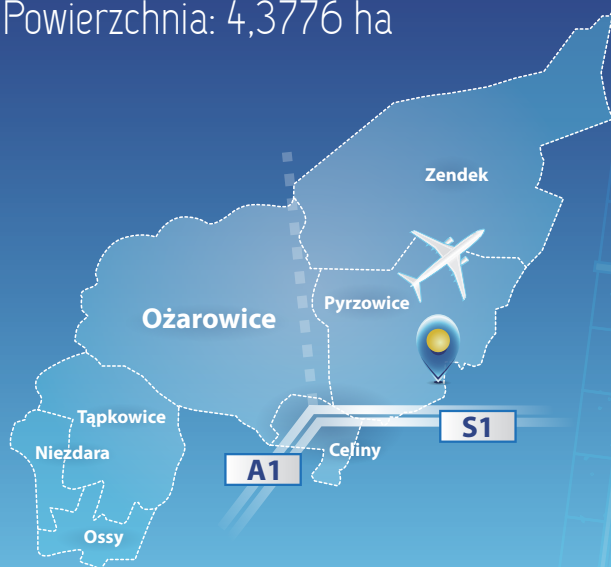 Powierzchnia: 4,3776 ha
Zendek
Pyrzowice
Ożarowice
Tąpkowice
S1
Niezdara
Celiny
A1
Ossy